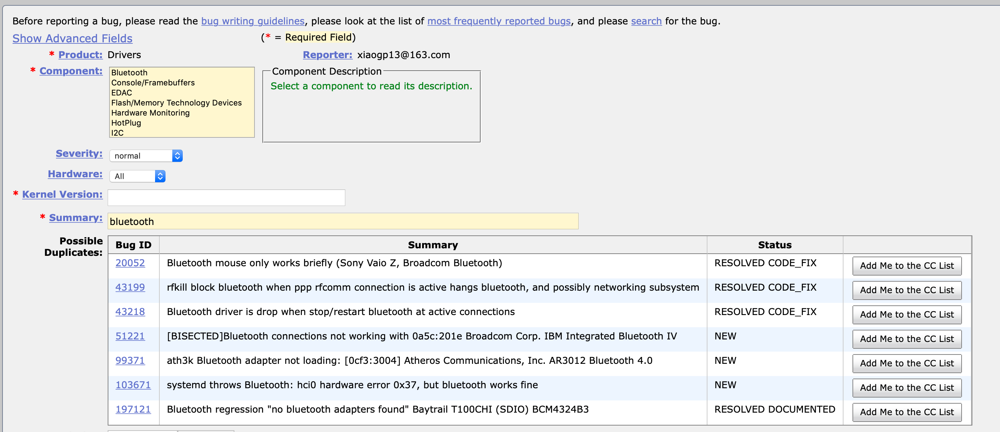 Before reporting a bug, please read the bug writing guidelines, please look at the list of most frequently reported bugs, and please search for the bug.
Show Advanced Fields (* = Required Field)
* Product: Drivers Reporter: xiaogp13@163.com
* Component:
Bluetooth
Console/Framebuffers
EDAC
Flash/Memory Technology Devices
Hardware Monitoring
HotPlug
I2C
Component Description
Select a component to read its description.
Severity: normal
Hardware: All
* Kernel Version:
* Summary: bluetooth
Possible
Duplicates:
Bug ID Summary Status
20052 Bluetooth mouse only works briefly (Sony Vaio Z, Broadcom Bluetooth) RESOLVED CODE_FIX Add Me to the CC List
43199 rfkill block bluetooth when ppp rfcomm connection is active hangs bluetooth, and possibly networking subsystem RESOLVED CODE_FIX Add Me to the CC List
43218 Bluetooth driver is drop when stop/restart bluetooth at active connections RESOLVED CODE_FIX Add Me to the CC List
51221 [BISECTED]Bluetooth connections not working with 0a5c:201e Broadcom Corp. IBM Integrated Bluetooth IV NEW Add Me to the CC List
99371 ath3k Bluetooth adapter not loading: [0cf3:3004] Atheros Communications, Inc. AR3012 Bluetooth 4.0 NEW Add Me to the CC List
103671 systemd throws Bluetooth: hci0 hardware error 0x37, but bluetooth works fine NEW Add Me to the CC List
197121 Bluetooth regression "no bluetooth adapters found" Baytrail T100CHI (SDIO) BCM4324B3 RESOLVED DOCUMENTED Add Me to the CC List